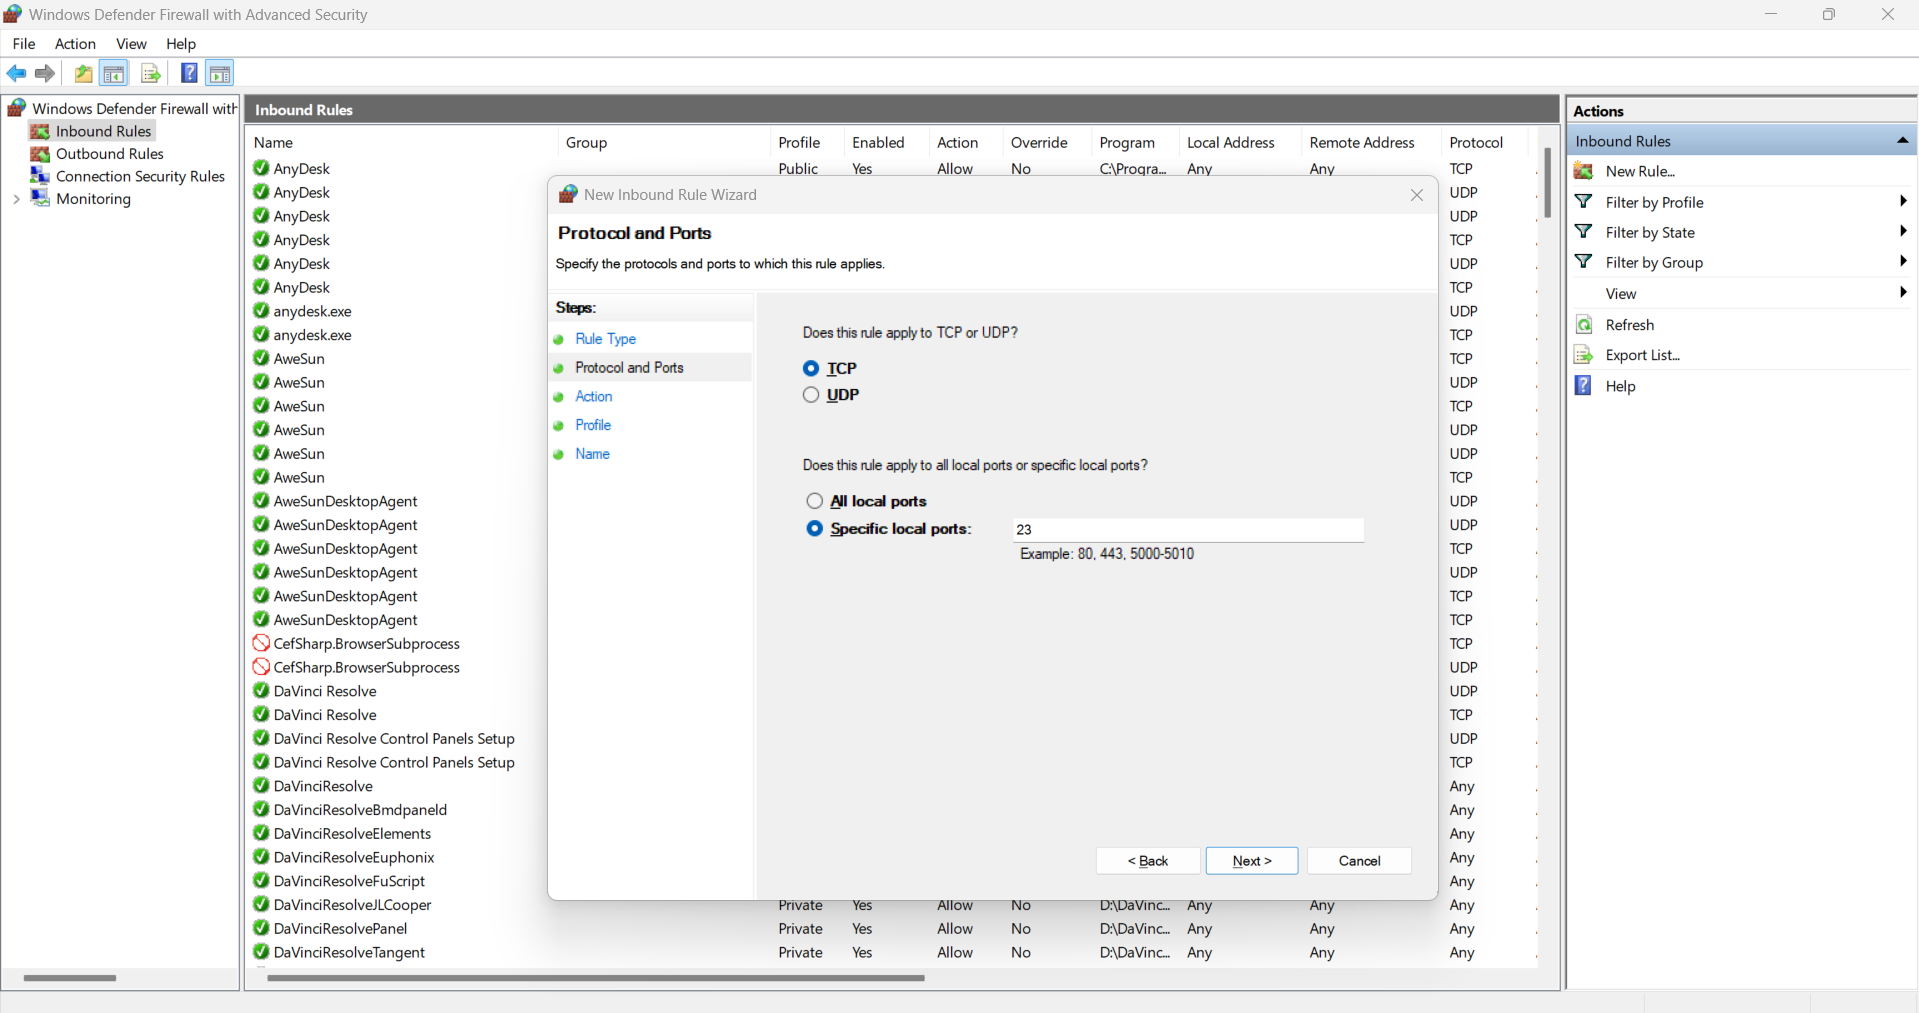 Windows Defender Firewall with Advanced Security
File Action View Help
Windows Defender Firewall with
Inbound Rules
Outbound Rules
Connection Security Rules
Monitoring
Inbound Rules
Name Group Profile Enabled Action Override Program Local Address Remote Address Protocol
AnyDesk Public Yes Allow No C:\Progra... Any Any TCP
AnyDesk UDP
AnyDesk UDP
AnyDesk TCP
AnyDesk UDP
AnyDesk TCP
anydesk.exe UDP
anydesk.exe TCP
AweSun TCP
AweSun UDP
AweSun TCP
AweSun UDP
AweSun UDP
AweSun TCP
AweSunDesktopAgent UDP
AweSunDesktopAgent UDP
AweSunDesktopAgent TCP
AweSunDesktopAgent UDP
AweSunDesktopAgent TCP
AweSunDesktopAgent TCP
CefSharp.BrowserSubprocess TCP
CefSharp.BrowserSubprocess UDP
DaVinci Resolve UDP
DaVinci Resolve TCP
DaVinci Resolve Control Panels Setup UDP
DaVinci Resolve Control Panels Setup TCP
DaVinciResolve Any
DaVinciResolveBmdpaneld Any
DaVinciResolveElements Any
DaVinciResolveEuphonix Any
DaVinciResolveFuScript Any
DaVinciResolveJLCooper Private Yes Allow No D:\DaVinc... Any Any Any
DaVinciResolvePanel Private Yes Allow No D:\DaVinc... Any Any Any
DaVinciResolveTangent Private Yes Allow No D:\DaVinc... Any Any Any
New Inbound Rule Wizard
Protocol and Ports
Specify the protocols and ports to which this rule applies.
Steps:
Rule Type
Protocol and Ports
Action
Profile
Name
Does this rule apply to TCP or UDP?
TCP
UDP
Does this rule apply to all local ports or specific local ports?
All local ports
Specific local ports: 23
Example: 80, 443, 5000-5010
< Back Next > Cancel
Actions
Inbound Rules
New Rule...
Filter by Profile
Filter by State
Filter by Group
View
Refresh
Export List...
Help